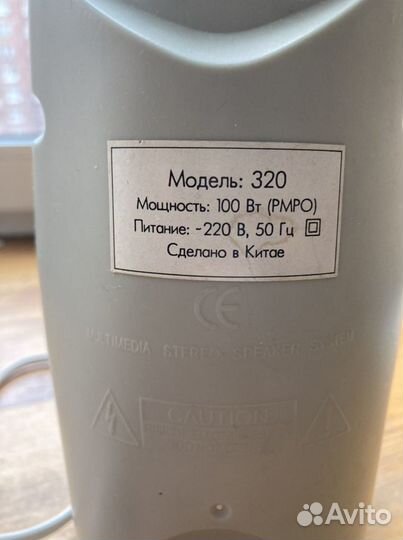 Модель: 320
Мощность: 100 Вт (PMPO)
Питание: ~220 В, 50 Гц
Сделано в Китае
CE
MULTIMEDIA STEREO SPEAKER SYSTEM
CAUTION
Avito